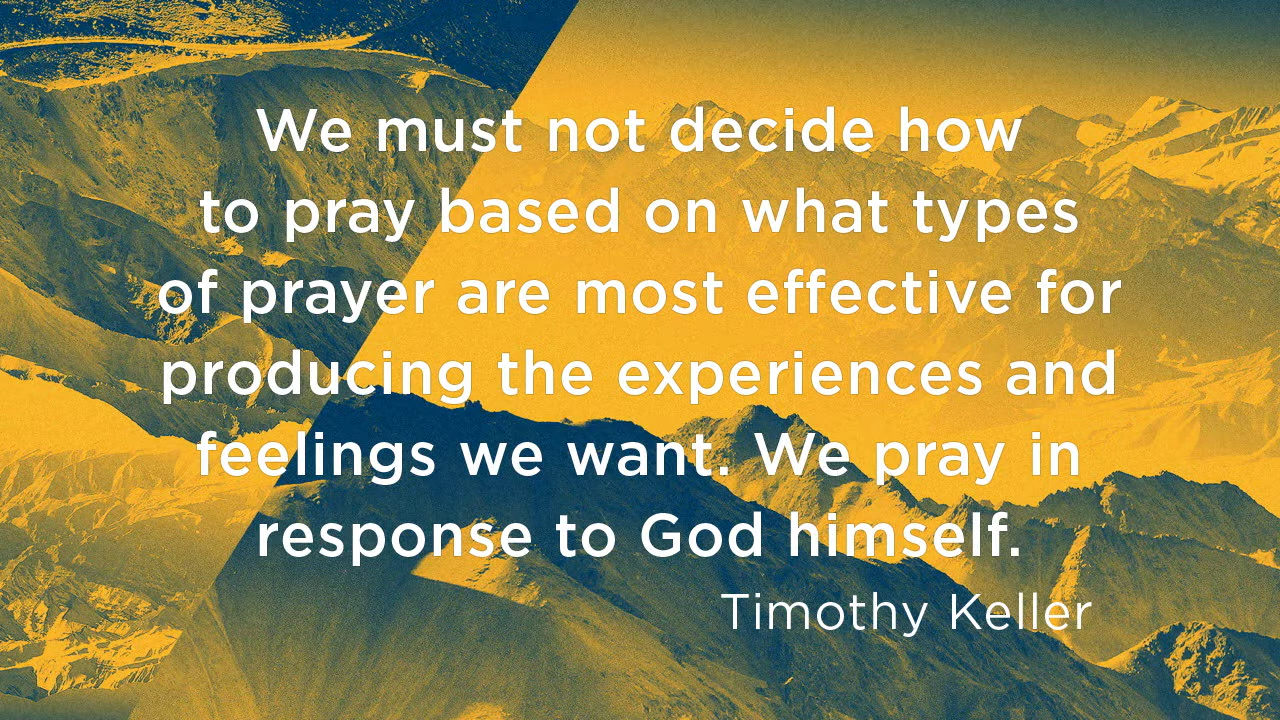 We must not decide how
to pray based on what types
of prayer are most effective for
producing the experiences and
feelings we want. We pray in
response to God himself.
Timothy Keller